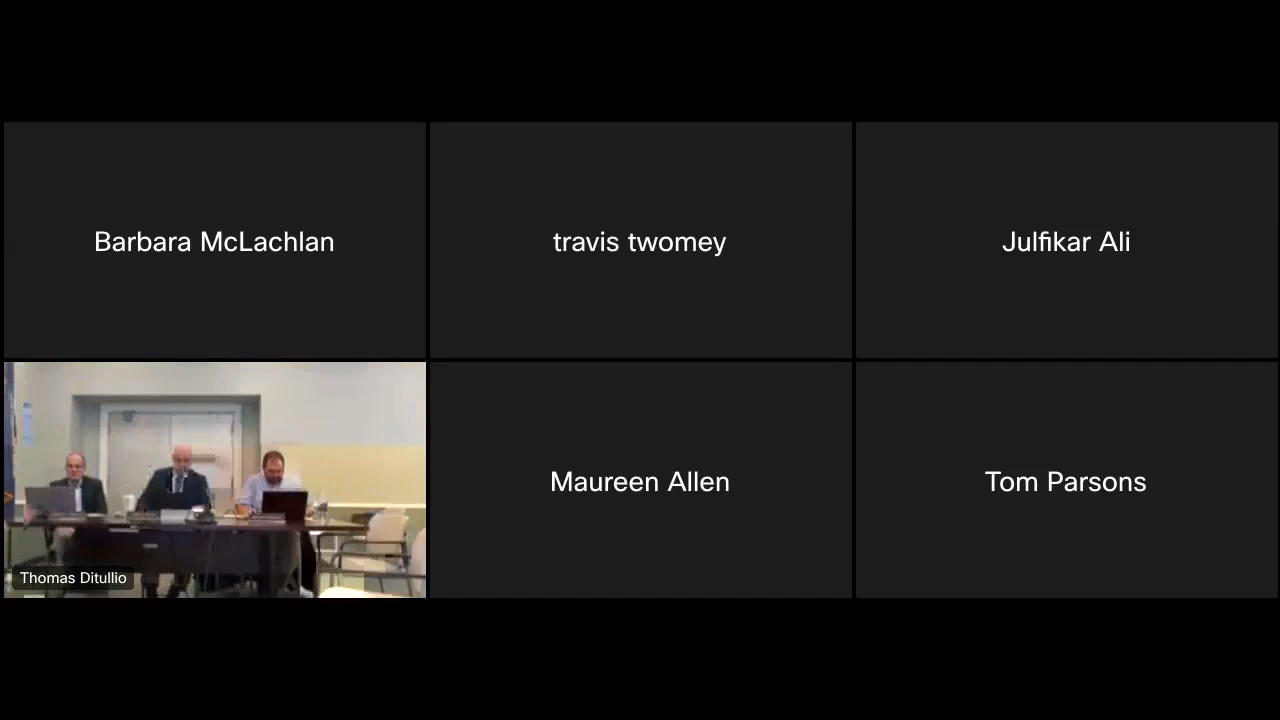 Barbara McLachlan
travis twomey
Julfikar Ali
Thomas Ditullio
Maureen Allen
Tom Parsons